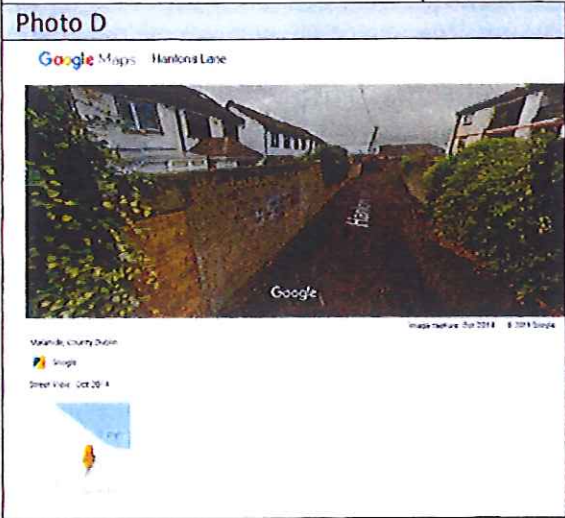 Photo D
Google Maps Hanlons Lane
Google
Image capture: Oct 2014 © 2018 Google
Malahide, County Dublin
Google
Street View - Oct 2014